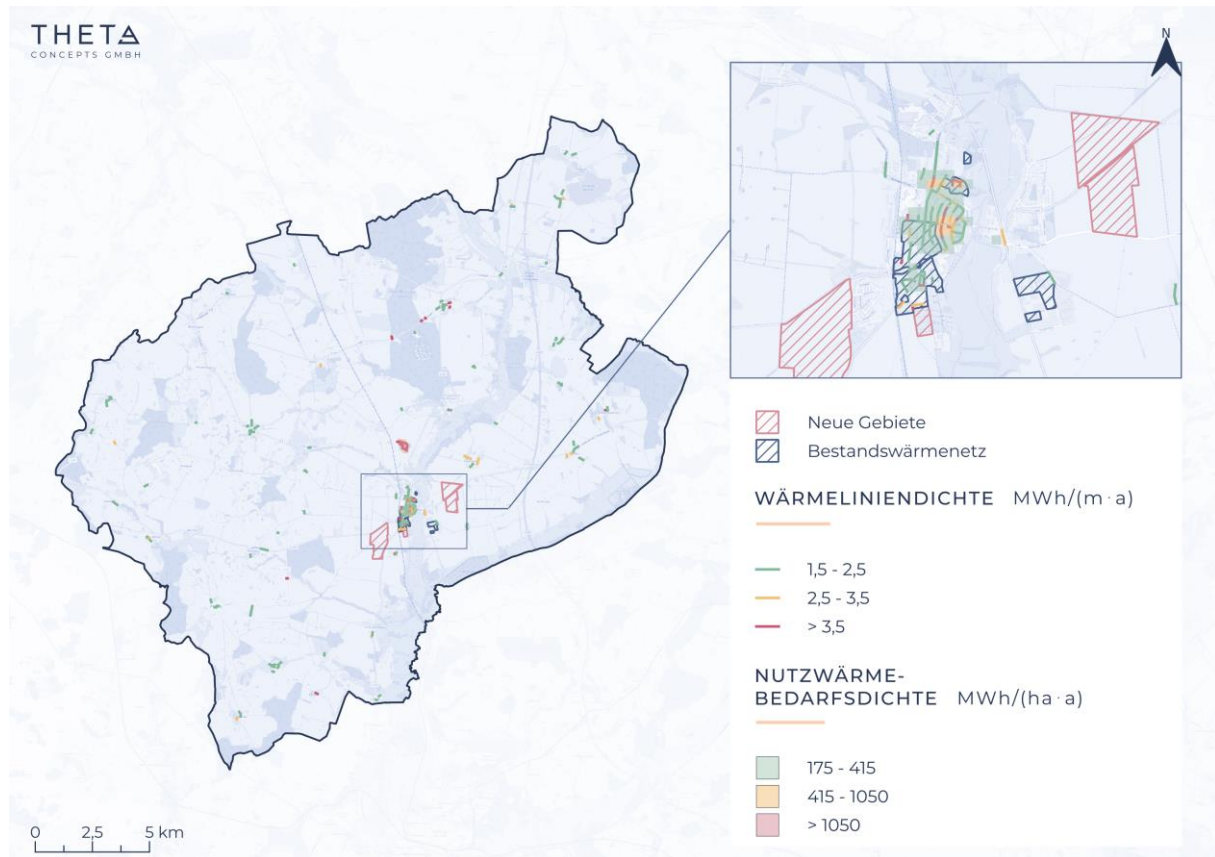 THETA
CONCEPTS GMBH
N
Neue Gebiete
Bestandswärmenetz
WÄRMELINIENDICHTE MWh/(m·a)
1,5 - 2,5
2,5 - 3,5
> 3,5
NUTZWÄRME-
BEDARFSDICHTE MWh/(ha·a)
175 - 415
415 - 1050
> 1050
0 2,5 5 km